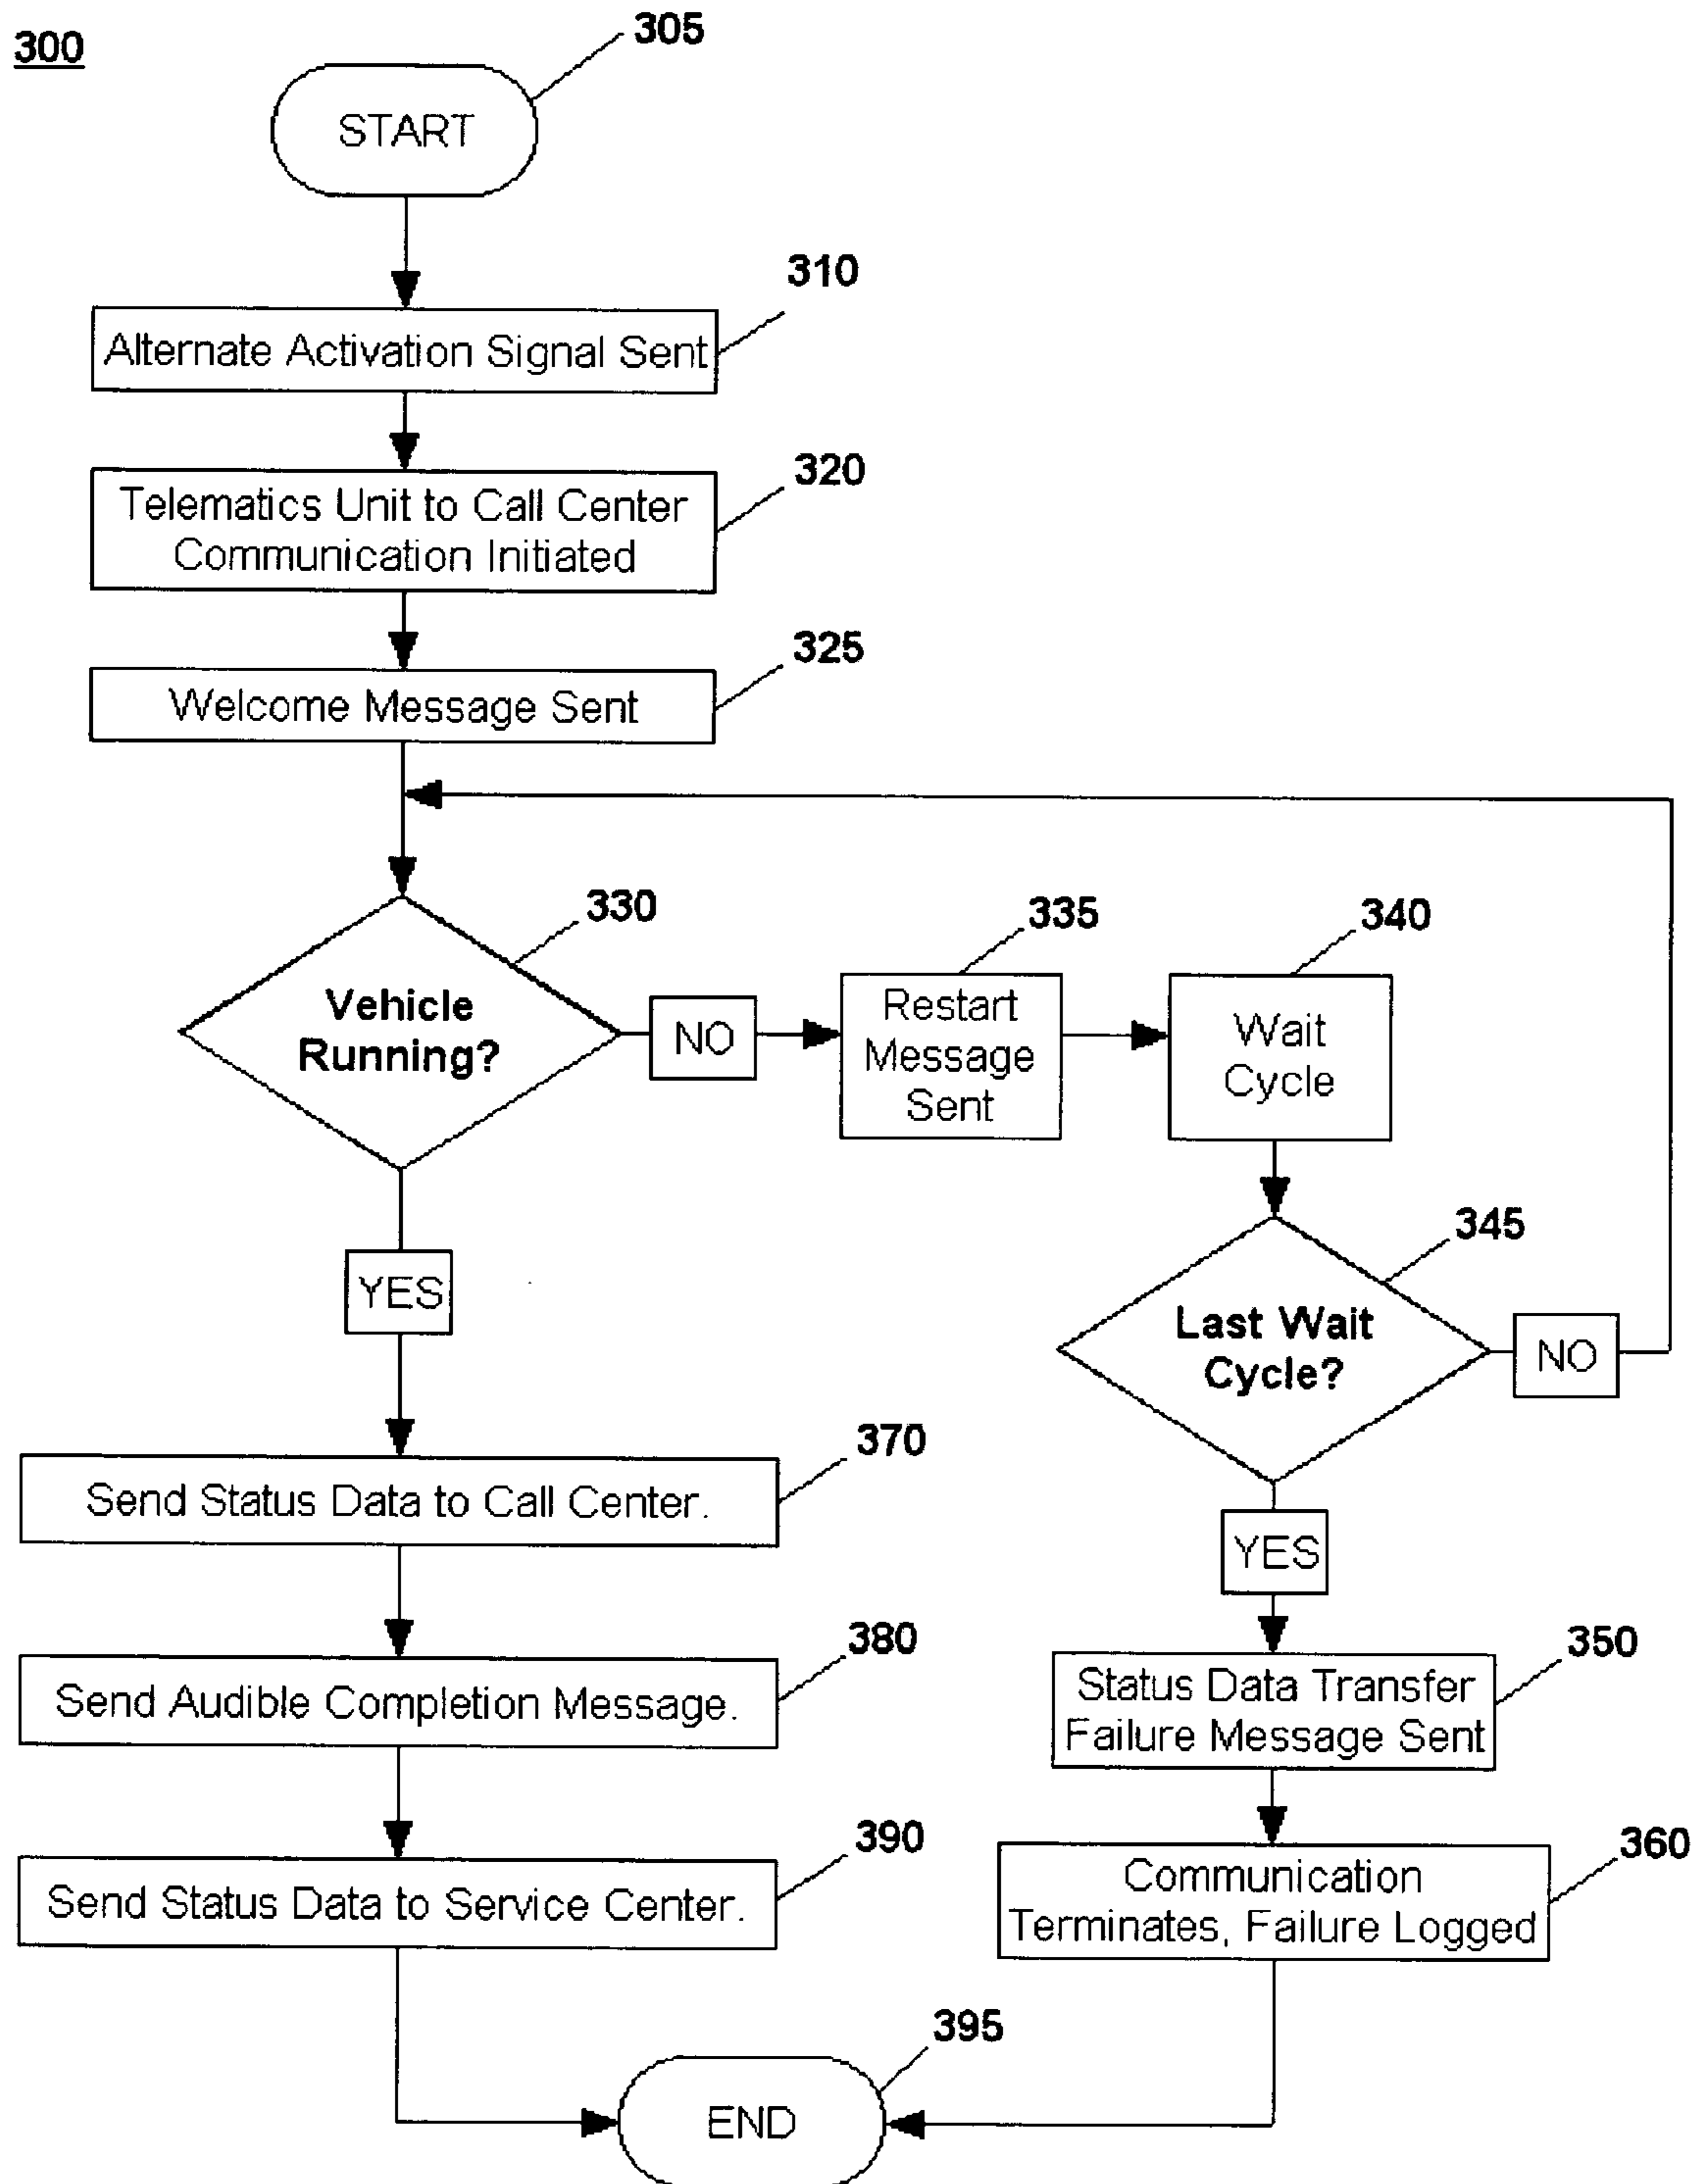 300
305
START
310
Alternate Activation Signal Sent
320
Telematics Unit to Call Center
Communication Initiated
325
Welcome Message Sent
330
Vehicle
Running?
NO
335
Restart
Message
Sent
340
Wait
Cycle
345
Last Wait
Cycle?
NO
YES
YES
370
Send Status Data to Call Center.
380
Send Audible Completion Message.
350
Status Data Transfer
Failure Message Sent
390
Send Status Data to Service Center.
360
Communication
Terminates, Failure Logged
395
END